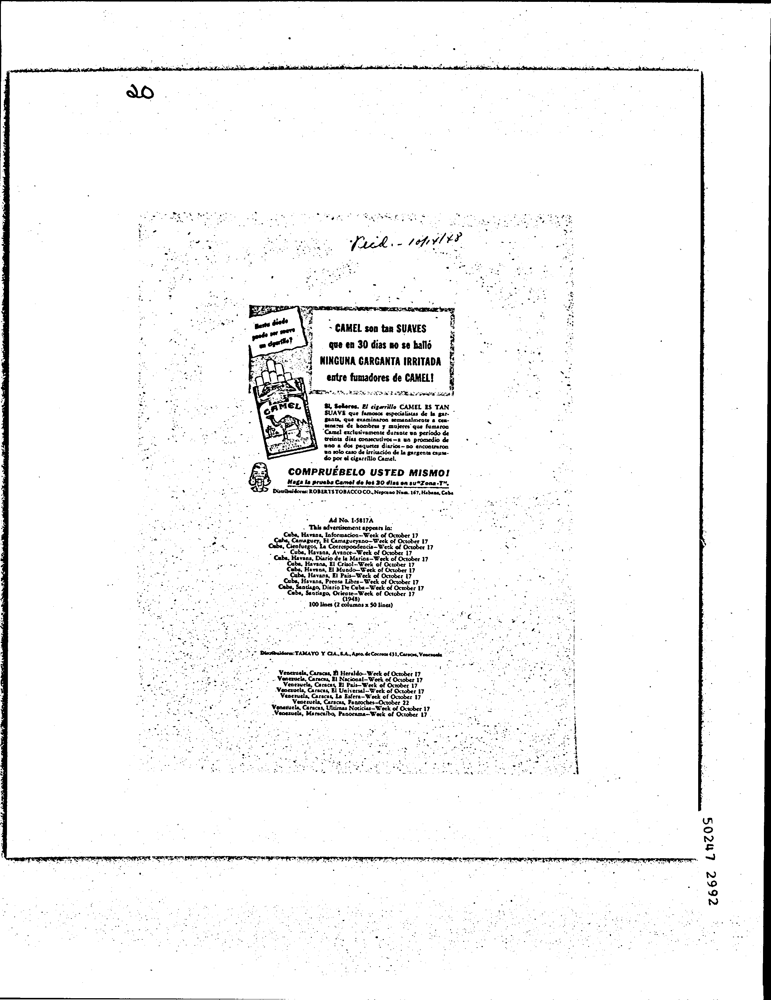 20
Recd. - 10/14/48
Hasta dónde
puede ser suave
un cigarrillo?
CAMEL son tan SUAVES
que en 30 días no se halló
NINGUNA GARGANTA IRRITADA
entre fumadores de CAMEL!
CAMEL
Sí, Señores. El cigarrillo CAMEL ES TAN
SUAVE que famosos especialistas de la gar-
ganta, que examinaron semanalmente a cen-
tenares de hombres y mujeres que fumaron
Camel exclusivamente durante un período de
treinta días consecutivos—a un promedio de
uno a dos paquetes diarios—no encontraron
un solo caso de irritación de la garganta causa-
do por el cigarrillo Camel.
COMPRUÉBELO USTED MISMO!
Haga la prueba Camel de los 30 días en su "Zona-T".
Distribuidores: ROBERTS TOBACCO CO., Neptuno Num. 167, Habana, Cuba
Ad No. I-5817A
This advertisement appears in:
Cuba, Havana, Informacion—Week of October 17
Cuba, Camaguey, El Camagueyano—Week of October 17
Cuba, Cienfuegos, La Correspondencia—Week of October 17
Cuba, Havana, Avance—Week of October 17
Cuba, Havana, Diario de la Marina—Week of October 17
Cuba, Havana, El Crisol—Week of October 17
Cuba, Havana, El Mundo—Week of October 17
Cuba, Havana, El Pais—Week of October 17
Cuba, Havana, Prensa Libre—Week of October 17
Cuba, Santiago, Diario De Cuba—Week of October 17
Cuba, Santiago, Oriente—Week of October 17
(1948)
100 lines (2 columns x 50 lines)
Distribuidores: TAMAYO Y CIA., S.A., Apto. de Correos 431, Caracas, Venezuela
Venezuela, Caracas, El Heraldo—Week of October 17
Venezuela, Caracas, El Nacional—Week of October 17
Venezuela, Caracas, El Pais—Week of October 17
Venezuela, Caracas, El Universal—Week of October 17
Venezuela, Caracas, La Esfera—Week of October 17
Venezuela, Caracas, Fantoches—October 22
Venezuela, Caracas, Ultimas Noticias—Week of October 17
Venezuela, Maracaibo, Panorama—Week of October 17
50247 2992